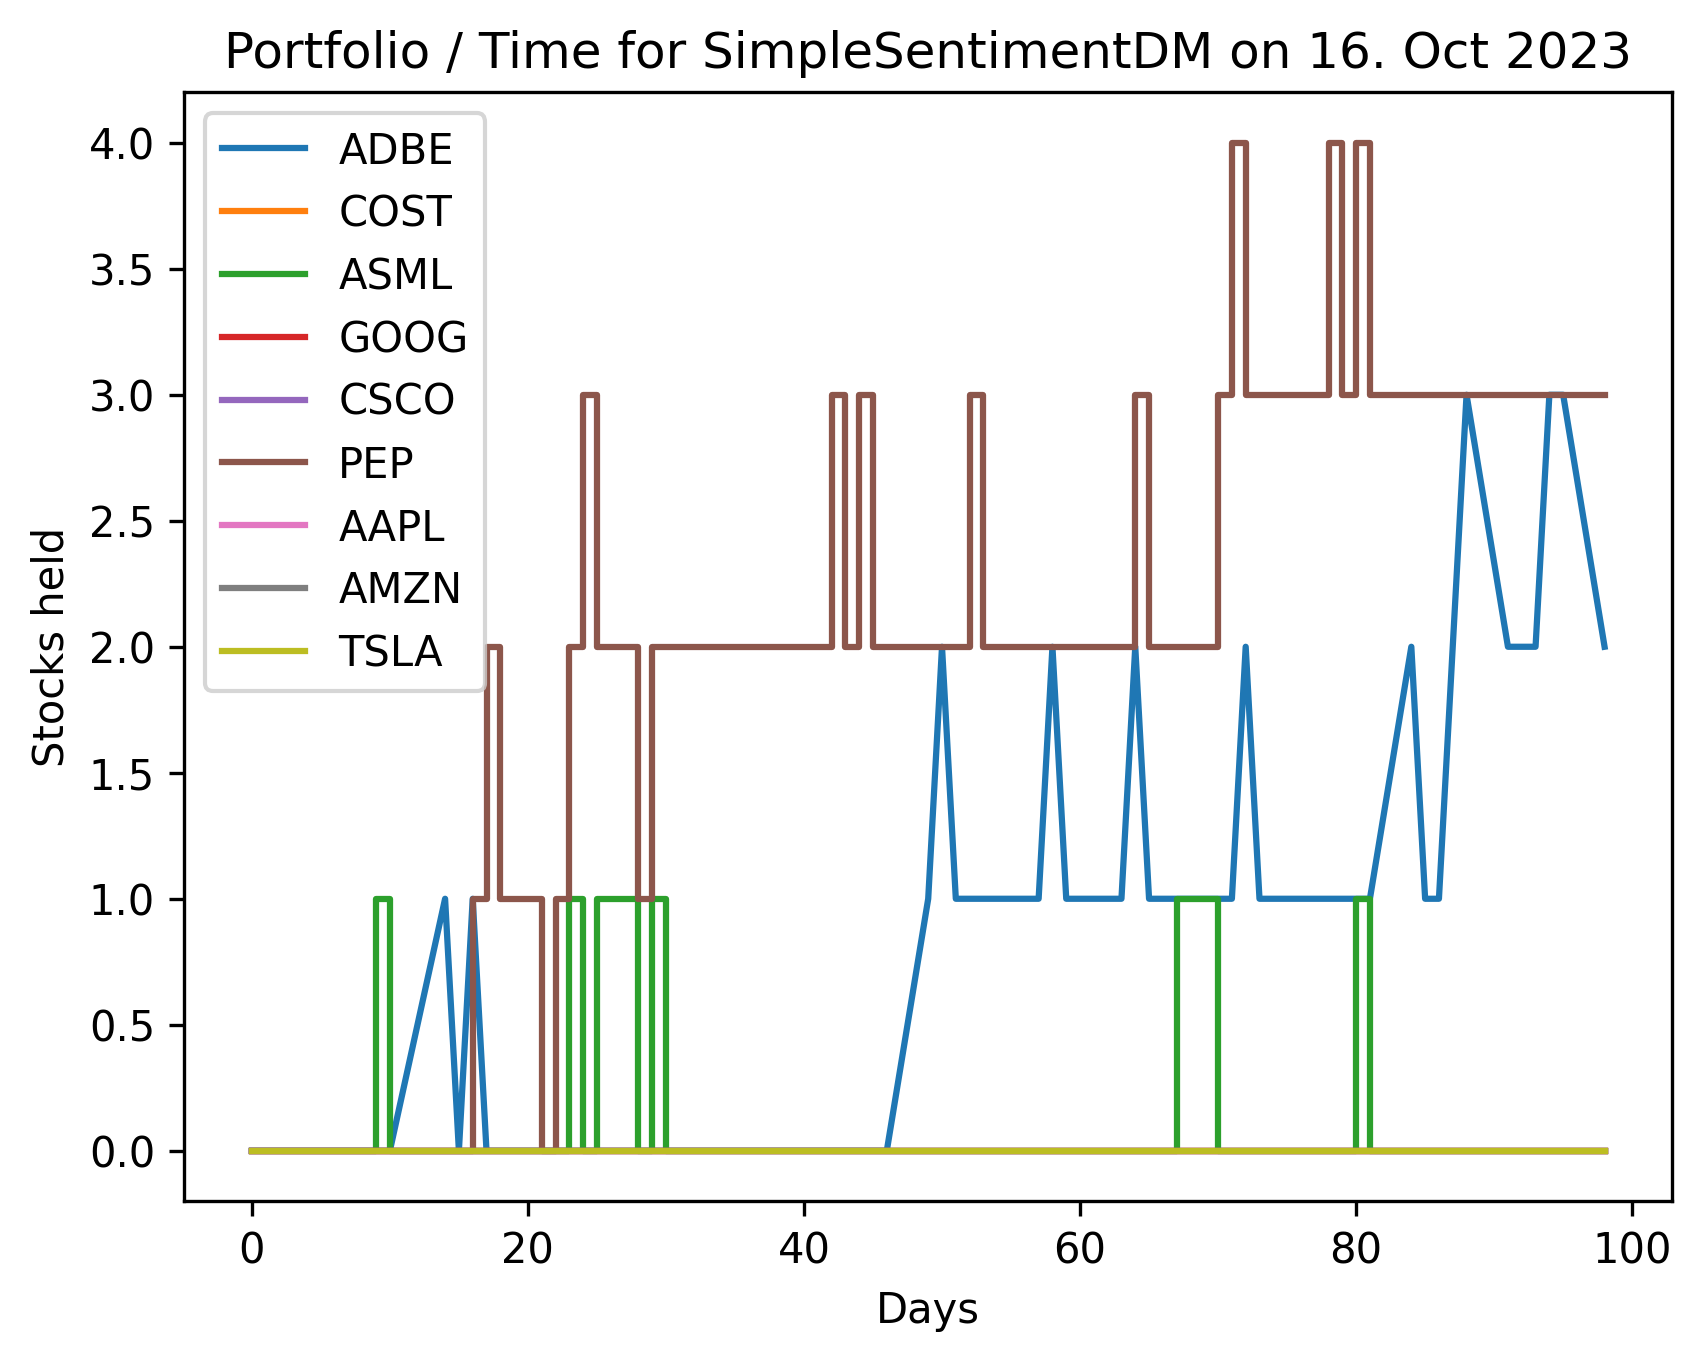 Portfolio / Time for SimpleSentimentDM on 16. Oct 2023
ADBE
COST
ASML
GOOG
CSCO
PEP
AAPL
AMZN
TSLA
4.0
3.5
3.0
2.5
2.0
1.5
1.0
0.5
0.0
Stocks held
0 20 40 60 80 100
Days